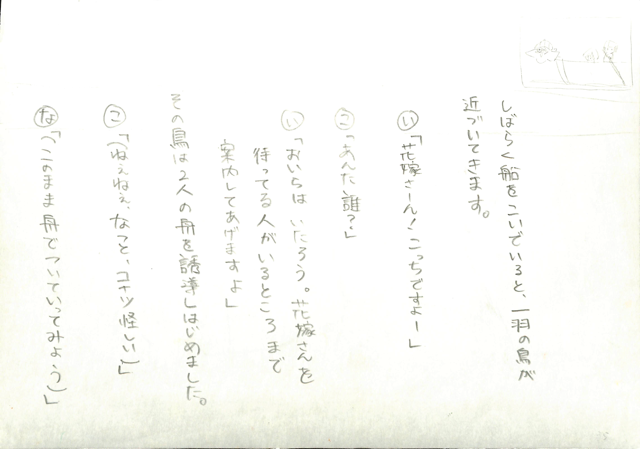 しばらく船をこいでいると、一羽の鳥が
近づいてきます。
い「花嫁さーん！こっちですよー」
こ「あんた誰？」
い「おいらはいたろう。花嫁さんを
待ってる人がいるところまで
案内してあげますよ」
その鳥は2人の舟を誘導しはじめました。
こ「(ねぇねぇ、なつと、コイツ怪しい)」
な「(このまま舟でついていってみよう)」